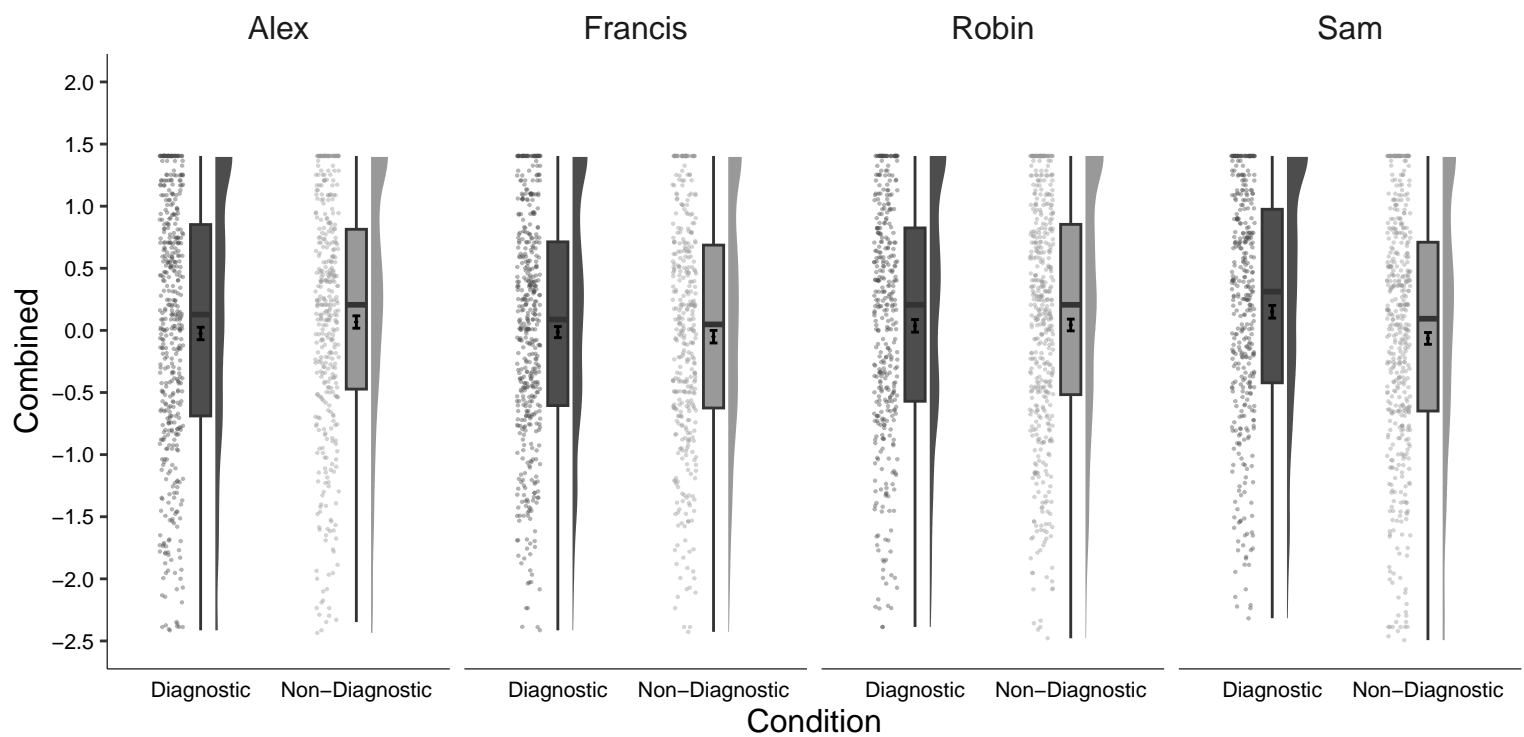 Alex Francis Robin Sam
2.0
1.5
1.0
0.5
0.0
−0.5
−1.0
−1.5
−2.0
−2.5
Combined
Diagnostic Non−Diagnostic Diagnostic Non−Diagnostic Diagnostic Non−Diagnostic Diagnostic Non−Diagnostic
Condition